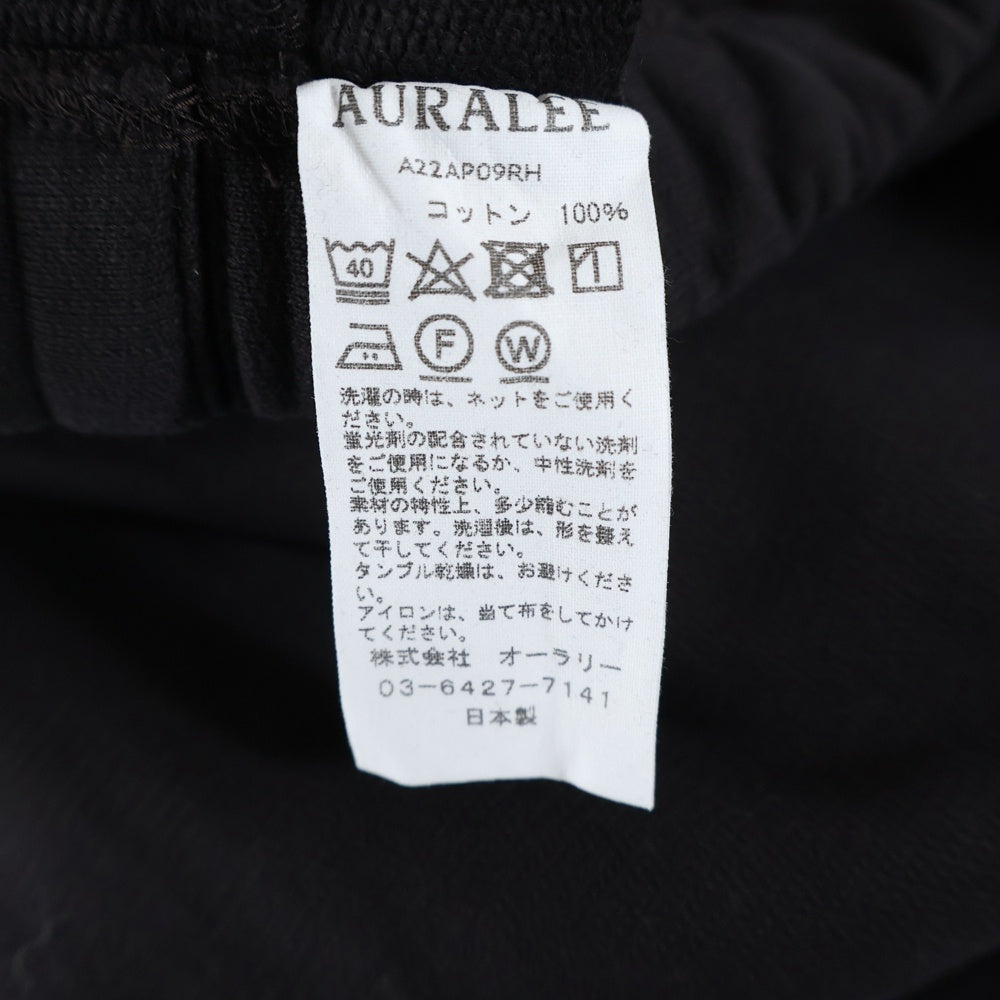 AURALEE
A22AP09RH
コットン 100%
40
F W
洗濯の時は、ネットをご使用く
ださい。
蛍光剤の配合されていない洗剤
をご使用になるか、中性洗剤を
ご使用ください。
素材の特性上、多少縮むことが
あります。洗濯後は、形を整え
て干してください。
タンブル乾燥は、お避けくださ
い。
アイロンは、当て布をしてかけ
てください。
株式会社 オーラリー
03-6427-7141
日本製